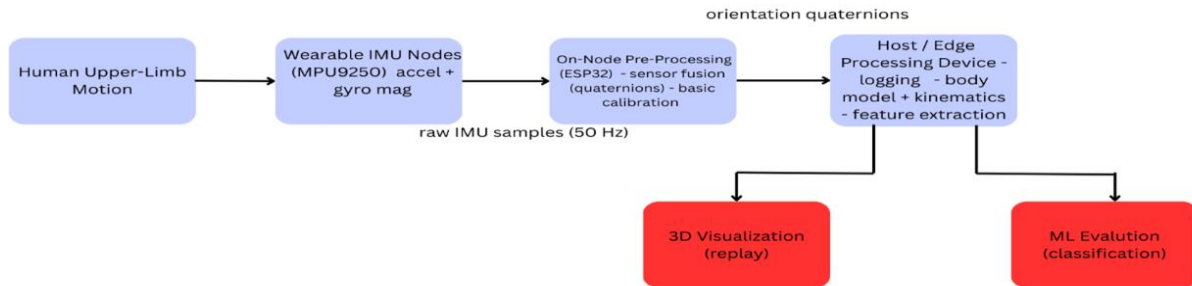 orientation quaternions
Human Upper-Limb
Motion
Wearable IMU Nodes
(MPU9250) accel +
gyro mag
On-Node Pre-Processing
(ESP32) - sensor fusion
(quaternions) - basic
calibration
Host / Edge
Processing Device -
logging - body
model + kinematics
- feature extraction
raw IMU samples (50 Hz)
3D Visualization
(replay)
ML Evalution
(classification)